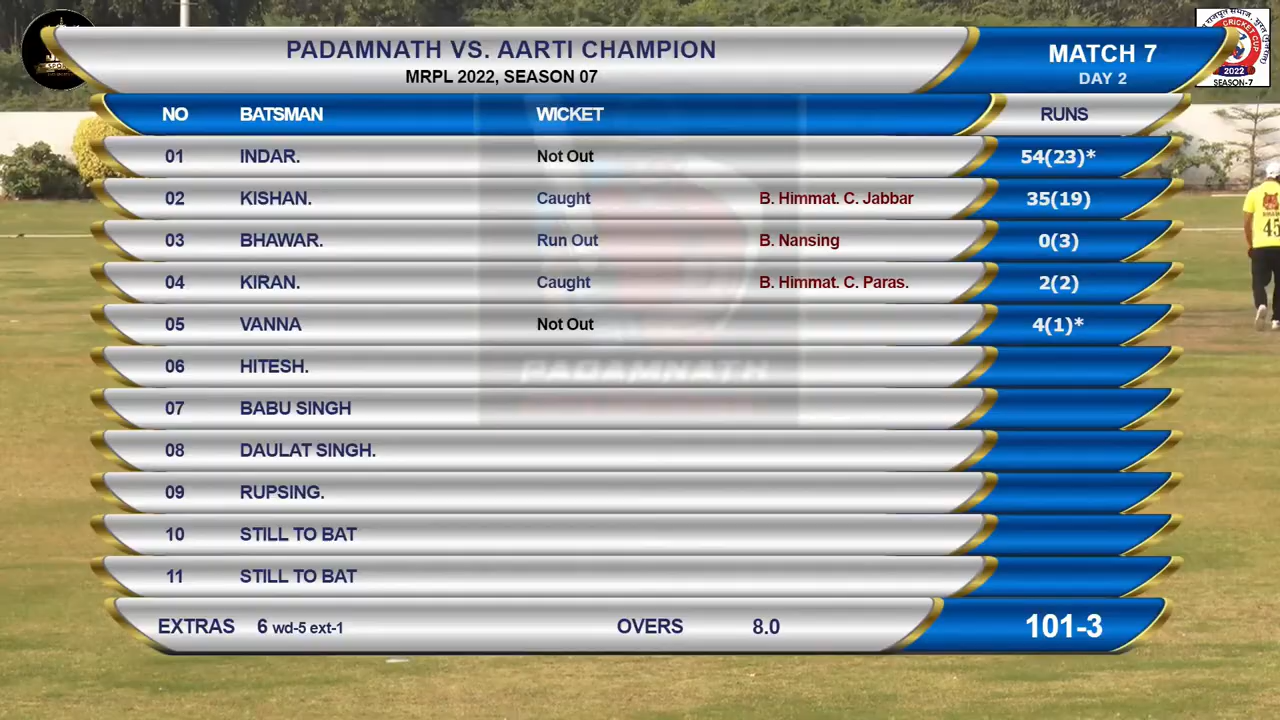 PADAMNATH VS. AARTI CHAMPION
MRPL 2022, SEASON 07
MATCH 7
DAY 2
CRICKET CUP
2022
SEASON-7
NO BATSMAN WICKET RUNS
01 INDAR. Not Out 54(23)*
02 KISHAN. Caught B. Himmat. C. Jabbar 35(19)
03 BHAWAR. Run Out B. Nansing 0(3)
04 KIRAN. Caught B. Himmat. C. Paras. 2(2)
05 VANNA Not Out 4(1)*
06 HITESH.
07 BABU SINGH
08 DAULAT SINGH.
09 RUPSING.
10 STILL TO BAT
11 STILL TO BAT
EXTRAS 6 wd-5 ext-1 OVERS 8.0 101-3
PADAMNATH
45